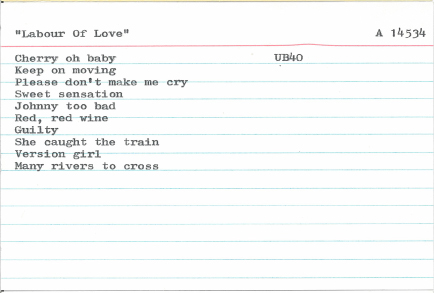 "Labour Of Love" A 14534
Cherry oh baby UB40
Keep on moving
Please don't make me cry
Sweet sensation
Johnny too bad
Red, red wine
Guilty
She caught the train
Version girl
Many rivers to cross